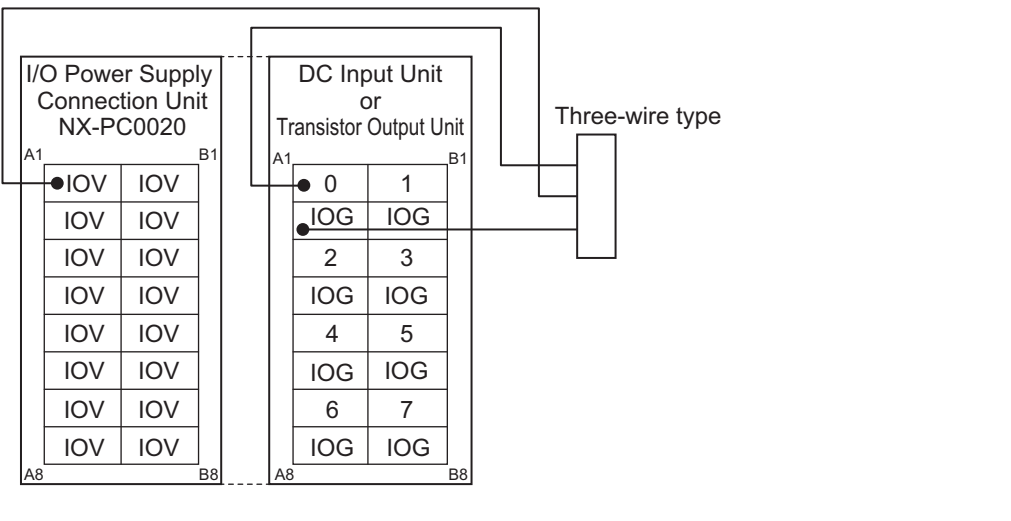 I/O Power Supply
Connection Unit
NX-PC0020
A1
B1
IOV IOV
IOV IOV
IOV IOV
IOV IOV
IOV IOV
IOV IOV
IOV IOV
IOV IOV
A8
B8
DC Input Unit
or
Transistor Output Unit
A1
B1
0 1
IOG IOG
2 3
IOG IOG
4 5
IOG IOG
6 7
IOG IOG
A8
B8
Three-wire type